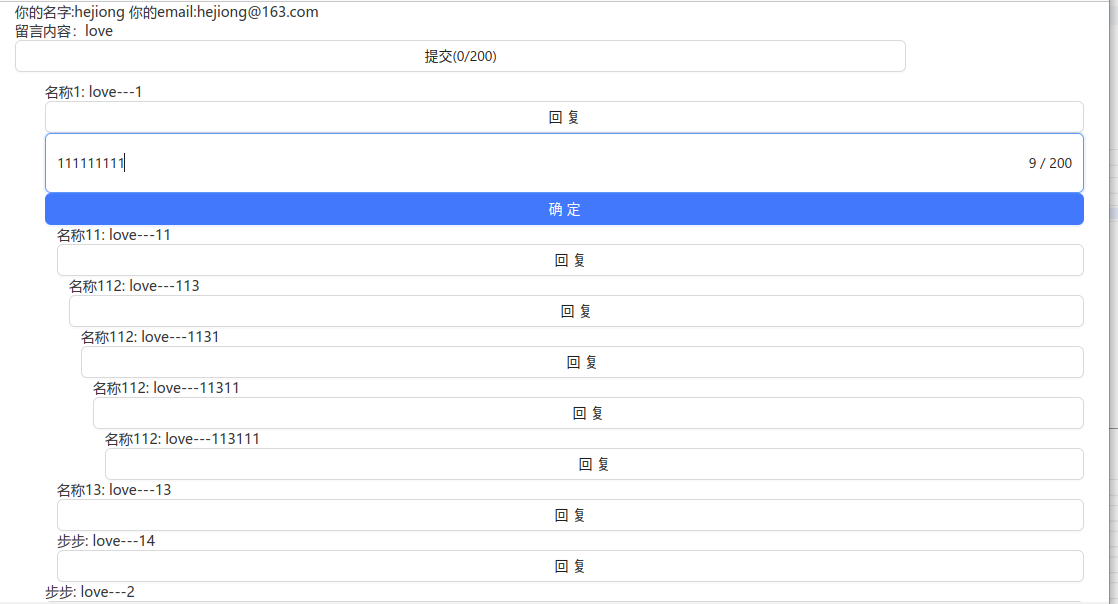 你的名字:hejiong 你的email:hejiong@163.com
留言内容：love
提交(0/200)
名称1: love---1
回 复
111111111 9 / 200
确 定
名称11: love---11
回 复
名称112: love---113
回 复
名称112: love---1131
回 复
名称112: love---11311
回 复
名称112: love---113111
回 复
名称13: love---13
回 复
步步: love---14
回 复
步步: love---2